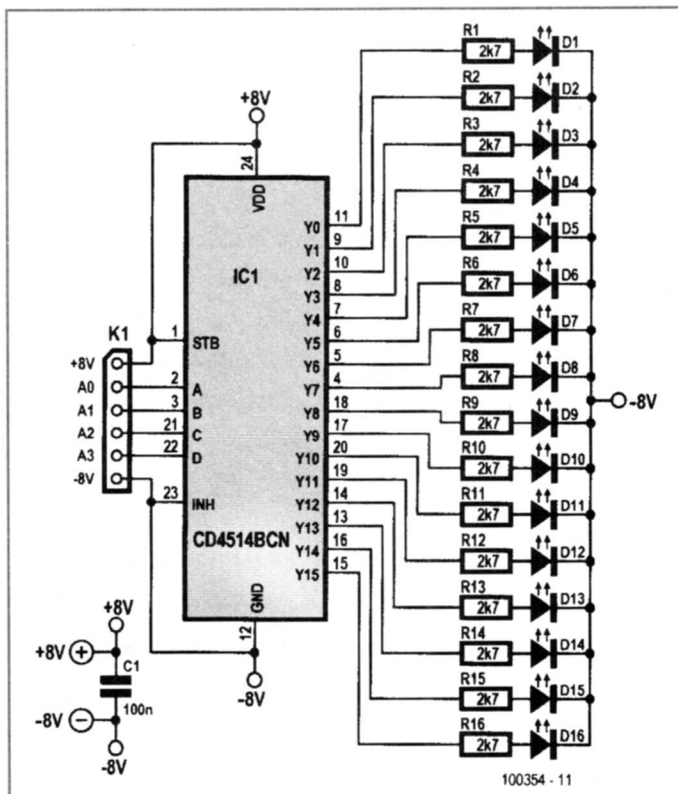 +8V
24
VDD
IC1
K1
+8V
A0
A1
A2
A3
-8V
1
2
3
21
22
23
STB
A
B
C
D
INH
CD4514BCN
GND
12
-8V
Y0
Y1
Y2
Y3
Y4
Y5
Y6
Y7
Y8
Y9
Y10
Y11
Y12
Y13
Y14
Y15
11
9
10
8
7
6
5
4
18
17
20
19
14
13
16
15
R1
2k7
D1
R2
2k7
D2
R3
2k7
D3
R4
2k7
D4
R5
2k7
D5
R6
2k7
D6
R7
2k7
D7
R8
2k7
D8
R9
2k7
D9
R10
2k7
D10
R11
2k7
D11
R12
2k7
D12
R13
2k7
D13
R14
2k7
D14
R15
2k7
D15
R16
2k7
D16
-8V
+8V
+8V
C1
100n
-8V
-8V
100354 - 11